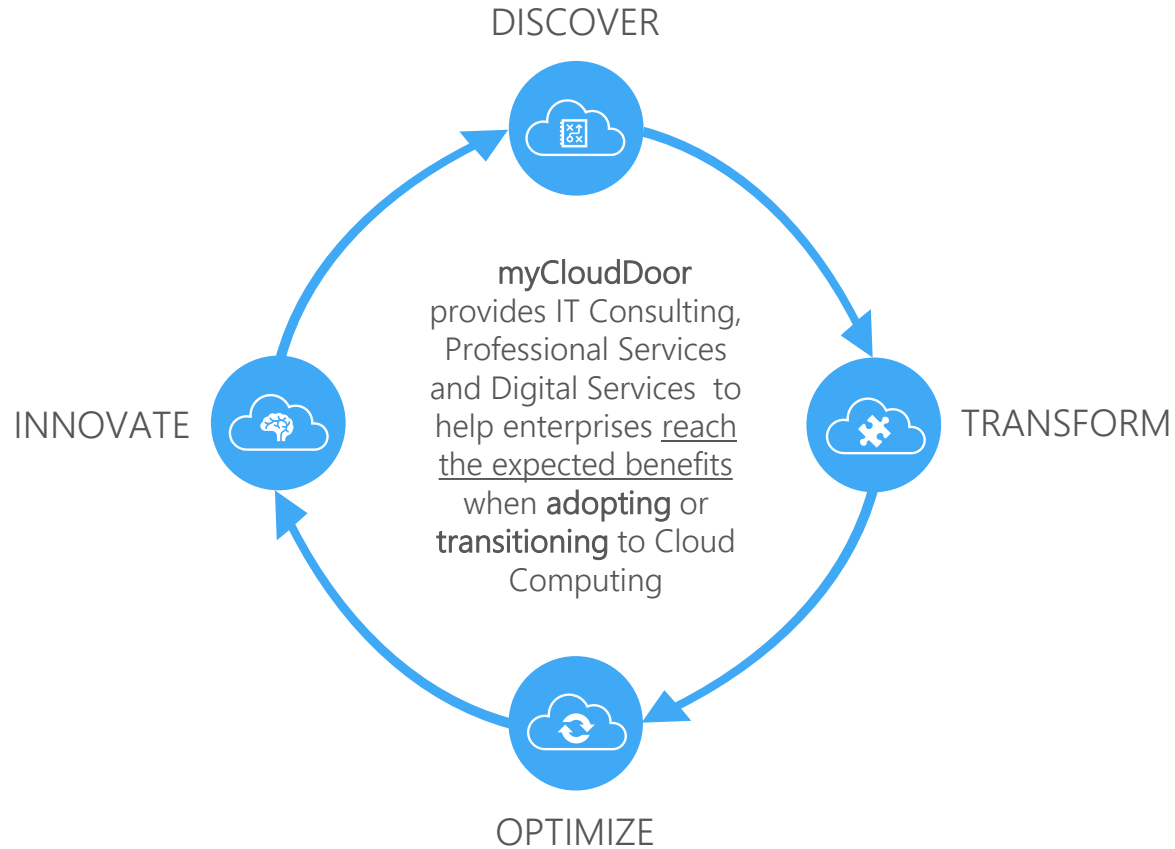 DISCOVER
myCloudDoor
provides IT Consulting,
Professional Services
and Digital Services to
help enterprises reach
the expected benefits
when adopting or
transitioning to Cloud
Computing
INNOVATE
TRANSFORM
OPTIMIZE